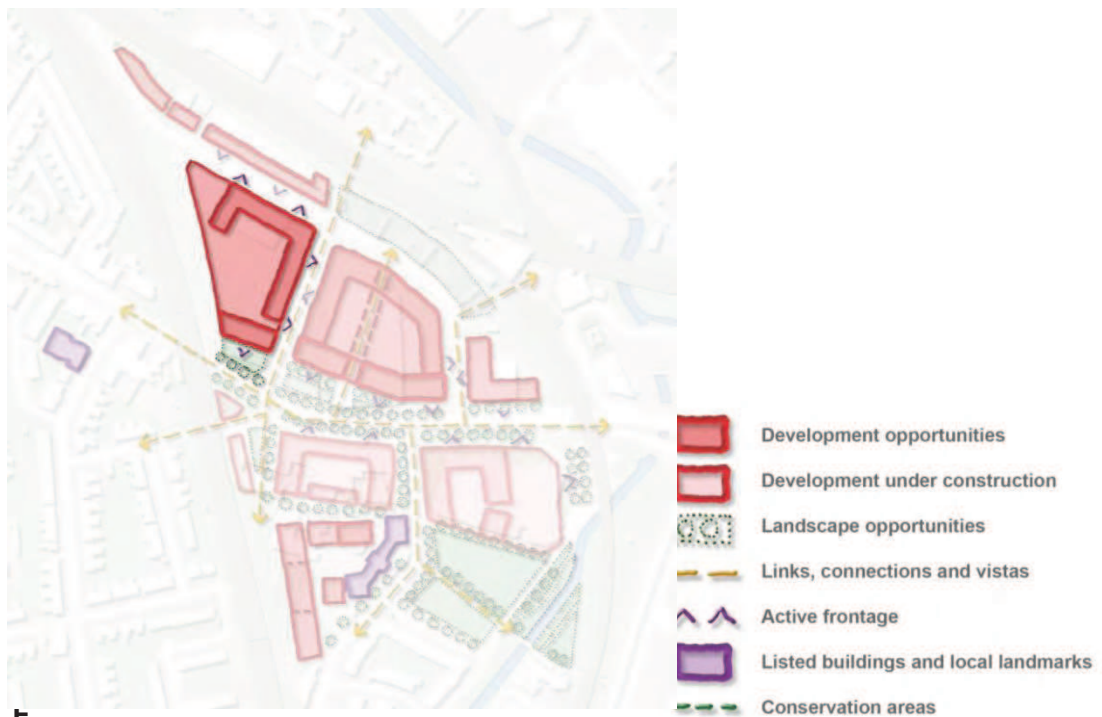 Development opportunities
Development under construction
Landscape opportunities
Links, connections and vistas
Active frontage
Listed buildings and local landmarks
Conservation areas